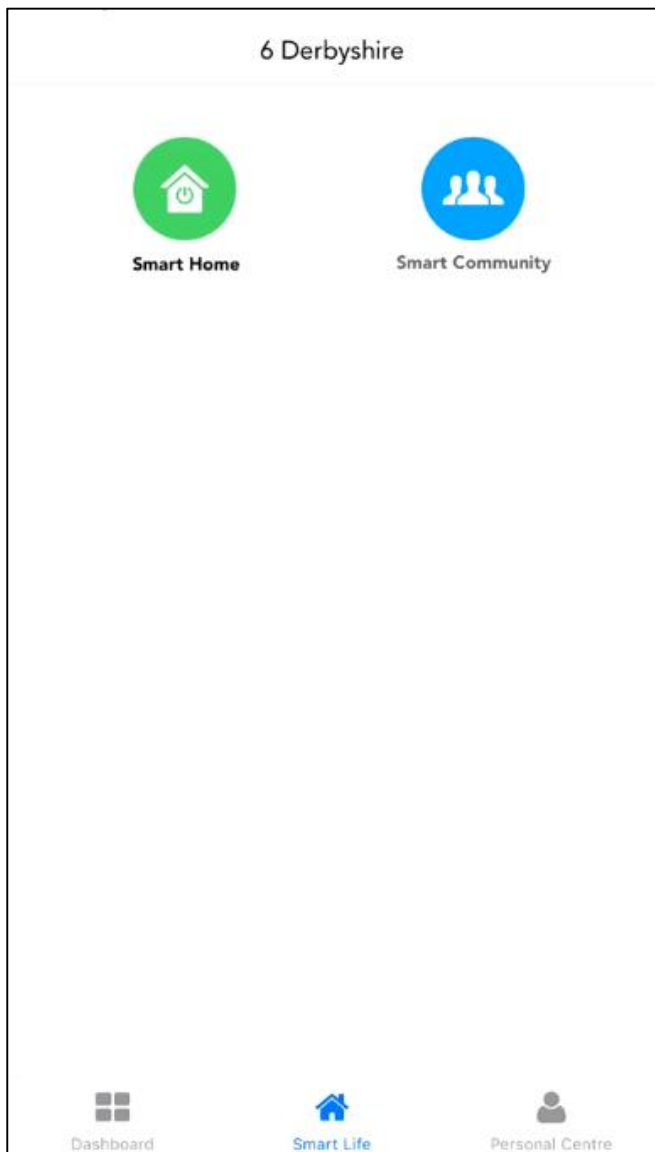 6 Derbyshire
Smart Home
Smart Community
Dashboard
Smart Life
Personal Centre